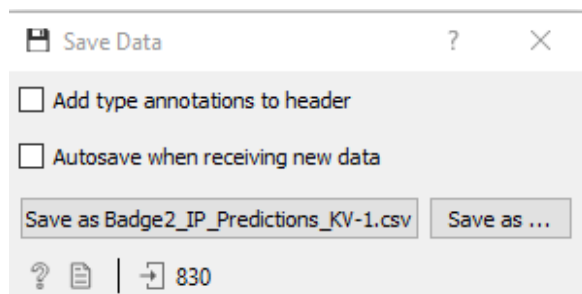 Save Data ?
Add type annotations to header
Autosave when receiving new data
Save as Badge2_IP_Predictions_KV-1.csv Save as ...
? 830